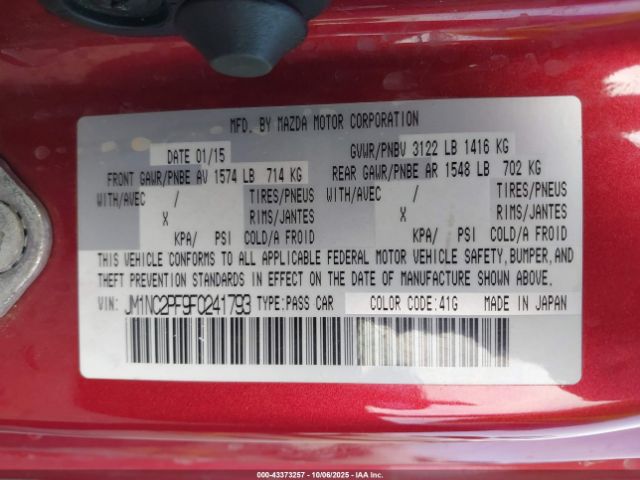 MFD. BY MAZDA MOTOR CORPORATION
DATE 01/15 GVWR/PNBV 3122 LB 1416 KG
FRONT GAWR/PNBE AV 1574 LB 714 KG REAR GAWR/PNBE AR 1548 LB 702 KG
WITH/AVEC / TIRES/PNEUS WITH/AVEC / TIRES/PNEUS
X RIMS/JANTES X RIMS/JANTES
KPA/ PSI COLD/A FROID KPA/ PSI COLD/A FROID
THIS VEHICLE CONFORMS TO ALL APPLICABLE FEDERAL MOTOR VEHICLE SAFETY, BUMPER, AND
THEFT PREVENTION STANDARDS IN EFFECT ON THE DATE OF MANUFACTURE SHOWN ABOVE.
VIN: JM1NC2PF9F0241793 TYPE:PASS CAR COLOR CODE:41G MADE IN JAPAN
000-43373257 | 10/06/2025 | IAA, Inc.